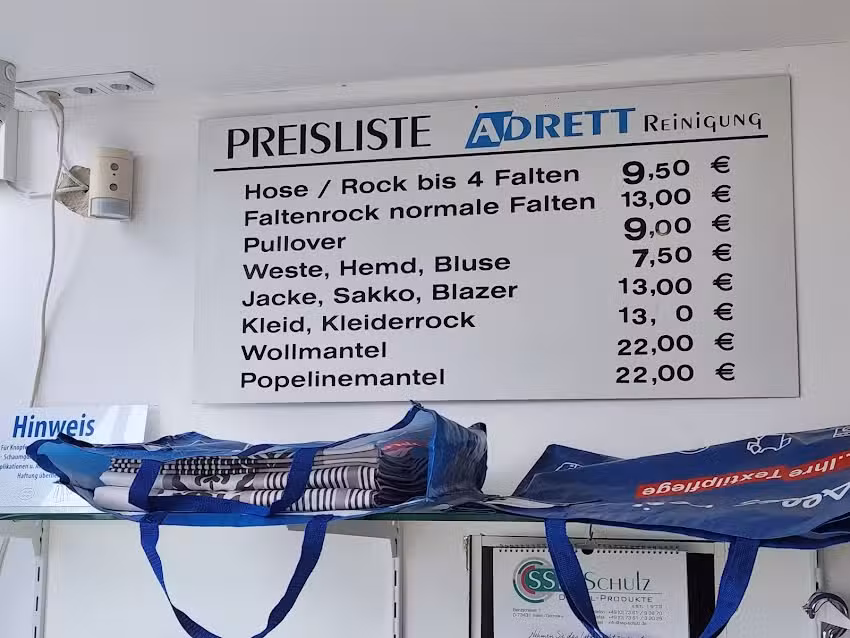 PREISLISTE ADRETT REINIGUNG
Hose / Rock bis 4 Falten 9,50 €
Faltenrock normale Falten 13,00 €
Pullover 9,00 €
Weste, Hemd, Bluse 7,50 €
Jacke, Sakko, Blazer 13,00 €
Kleid, Kleiderrock 13, 0 €
Wollmantel 22,00 €
Popelinemantel 22,00 €
Hinweis
Für
...Ihre Textilpflege
SCHULZ